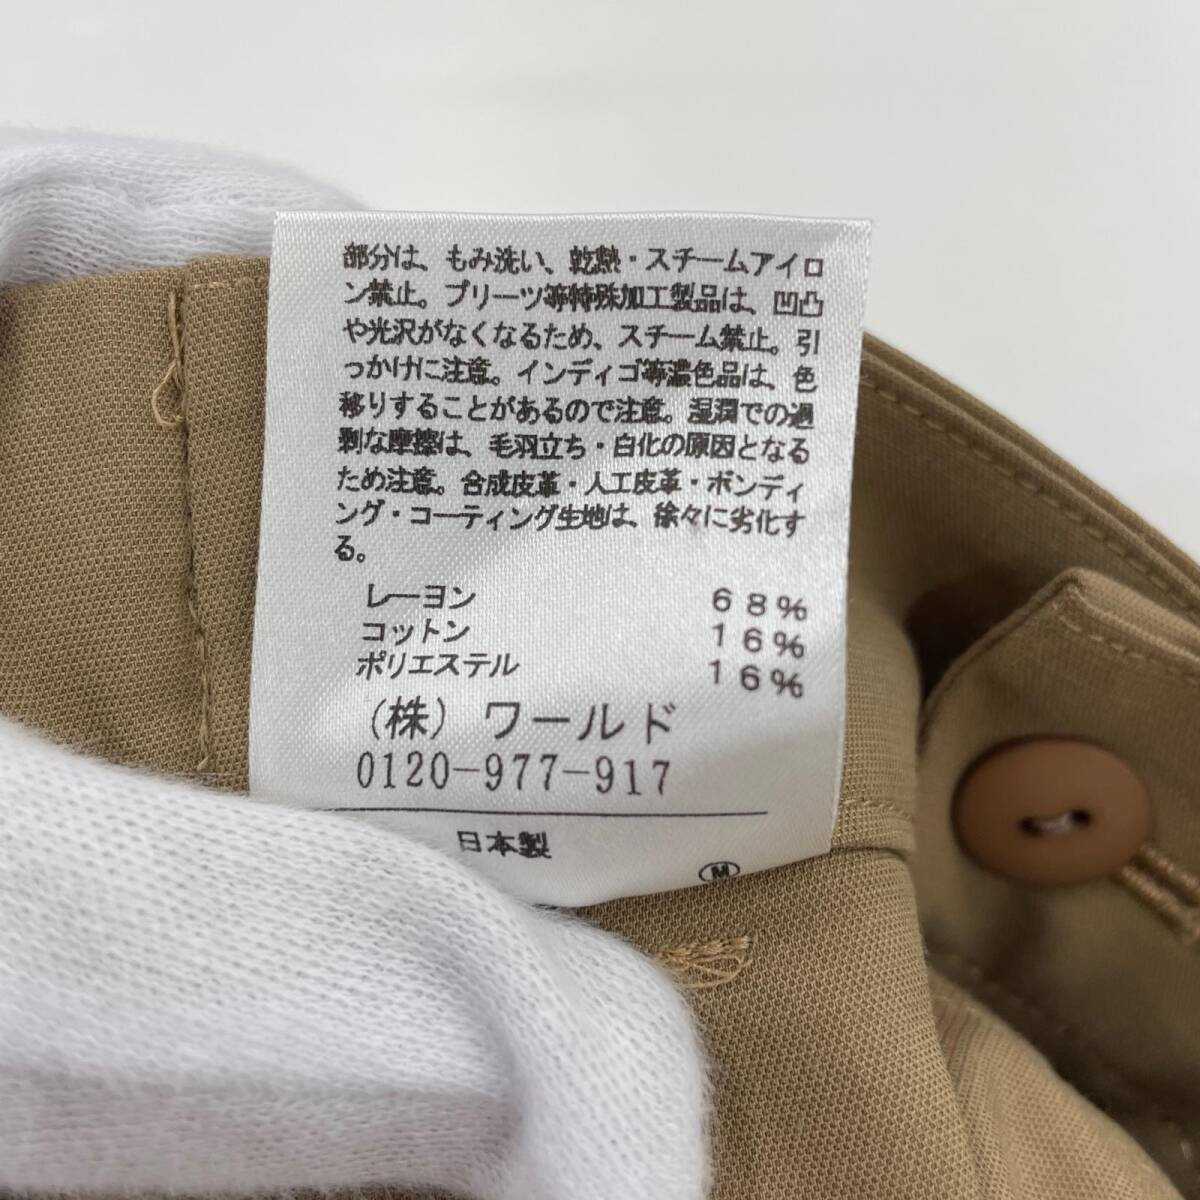 部分は、もみ洗い、乾熱・スチームアイロ
ン禁止。プリーツ等特殊加工製品は、凹凸
や光沢がなくなるため、スチーム禁止。引
っかけに注意。インディゴ等濃色品は、色
移りすることがあるので注意。湿潤での過
剰な摩擦は、毛羽立ち・白化の原因となる
ため注意。合成皮革・人工皮革・ボンディ
ング・コーティング生地は、徐々に劣化す
る。
レーヨン 68%
コットン 16%
ポリエステル 16%
(株)ワールド
0120-977-917
日本製
M